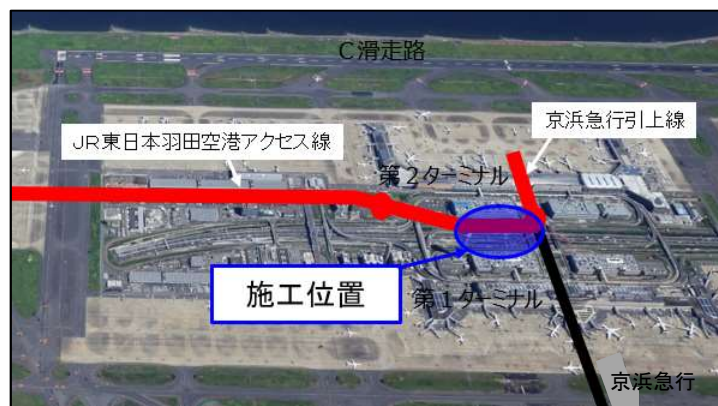 C滑走路
京浜急行引上線
JR東日本羽田空港アクセス線
第2ターミナル
施工位置
第1ターミナル
京浜急行